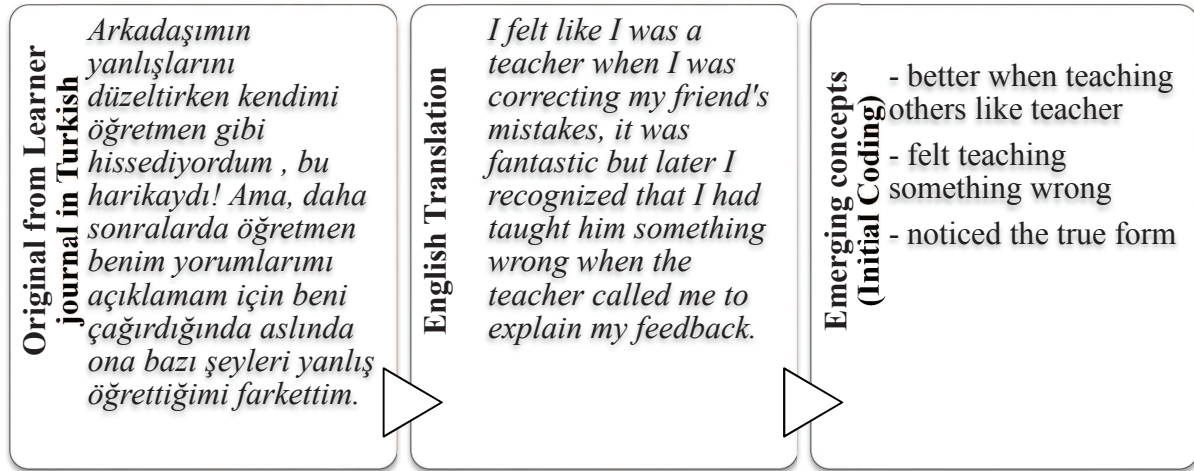 Original from Learner
journal in Turkish
Arkadaşımın
yanlışlarını
düzeltirken kendimi
öğretmen gibi
hissediyordum , bu
harikaydı! Ama, daha
sonralarda öğretmen
benim yorumlarımı
açıklamam için beni
çağırdığında aslında
ona bazı şeyleri yanlış
öğrettiğimi farkettim.
English Translation
I felt like I was a
teacher when I was
correcting my friend's
mistakes, it was
fantastic but later I
recognized that I had
taught him something
wrong when the
teacher called me to
explain my feedback.
Emerging concepts
(Initial Coding)
- better when teaching
others like teacher
- felt teaching
something wrong
- noticed the true form